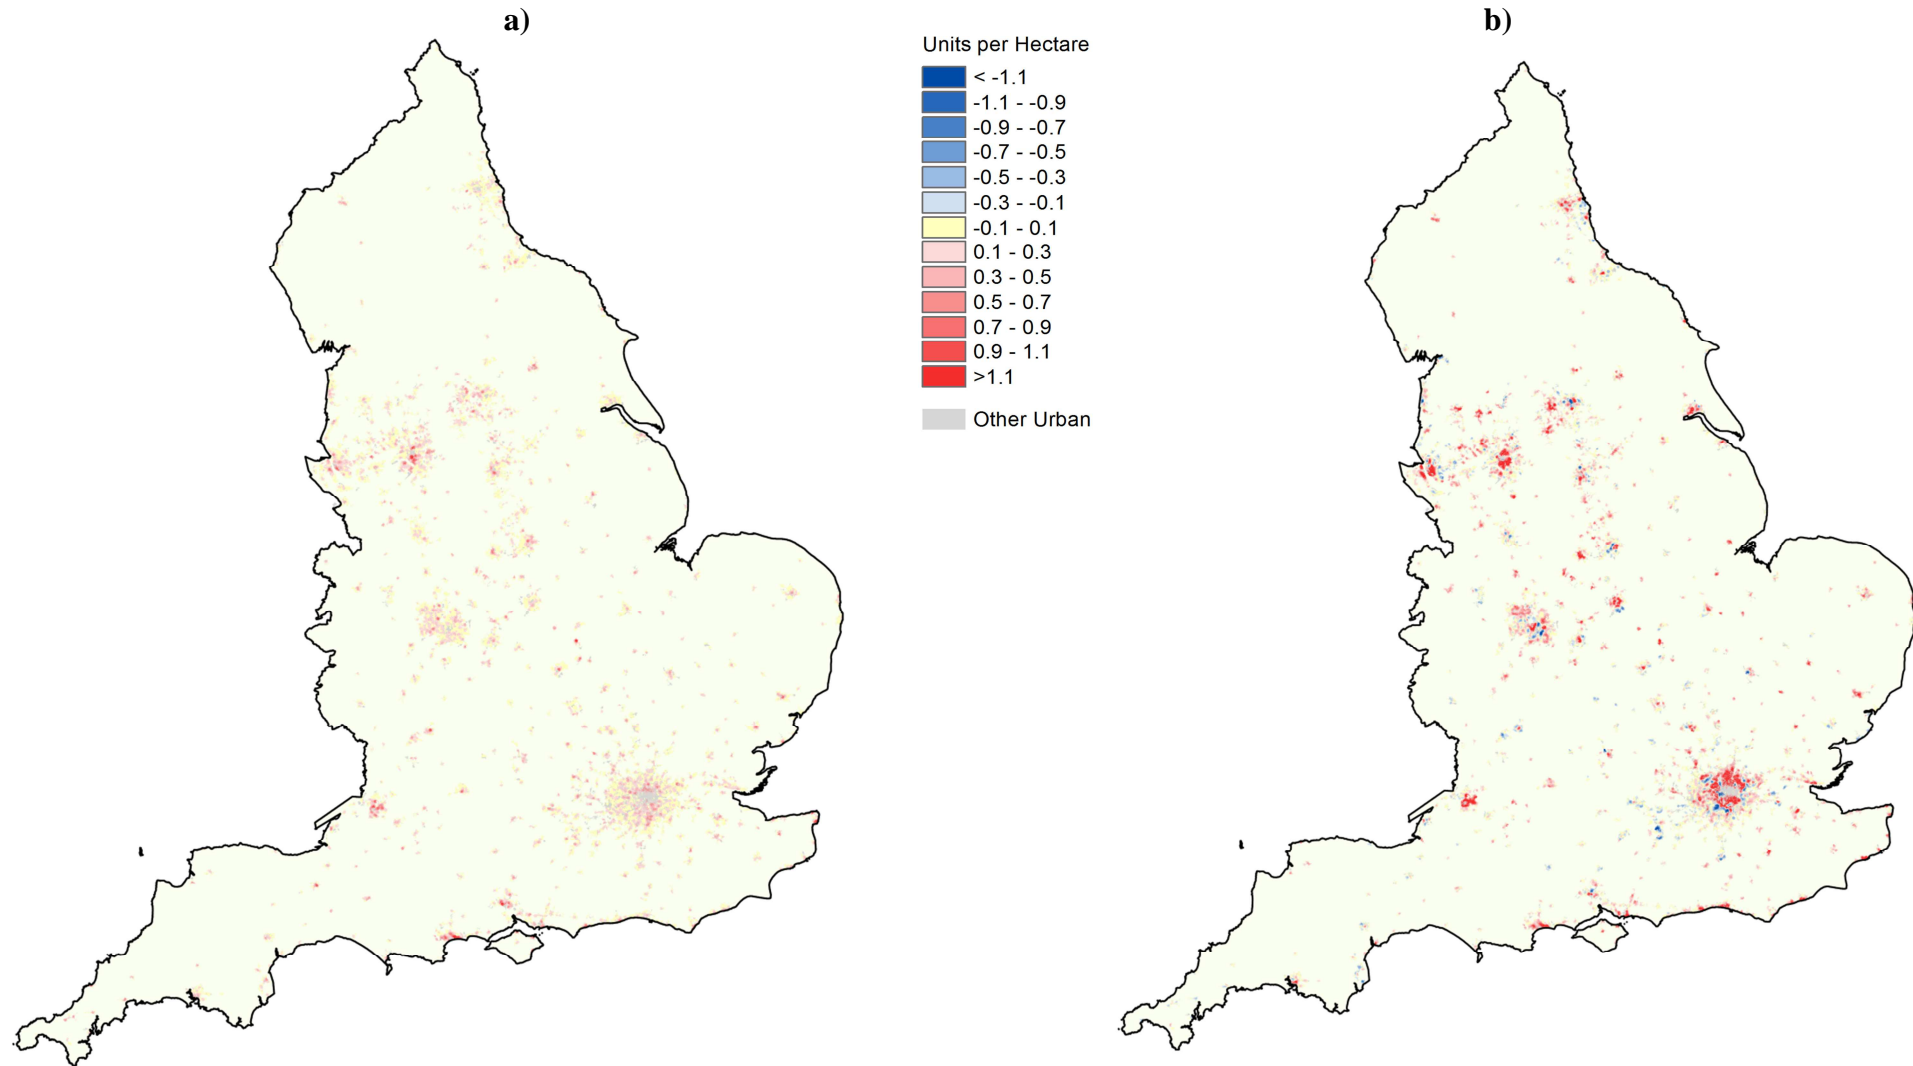 a)
b)
Units per Hectare
< -1.1
-1.1 - -0.9
-0.9 - -0.7
-0.7 - -0.5
-0.5 - -0.3
-0.3 - -0.1
-0.1 - 0.1
0.1 - 0.3
0.3 - 0.5
0.5 - 0.7
0.7 - 0.9
0.9 - 1.1
>1.1
Other Urban